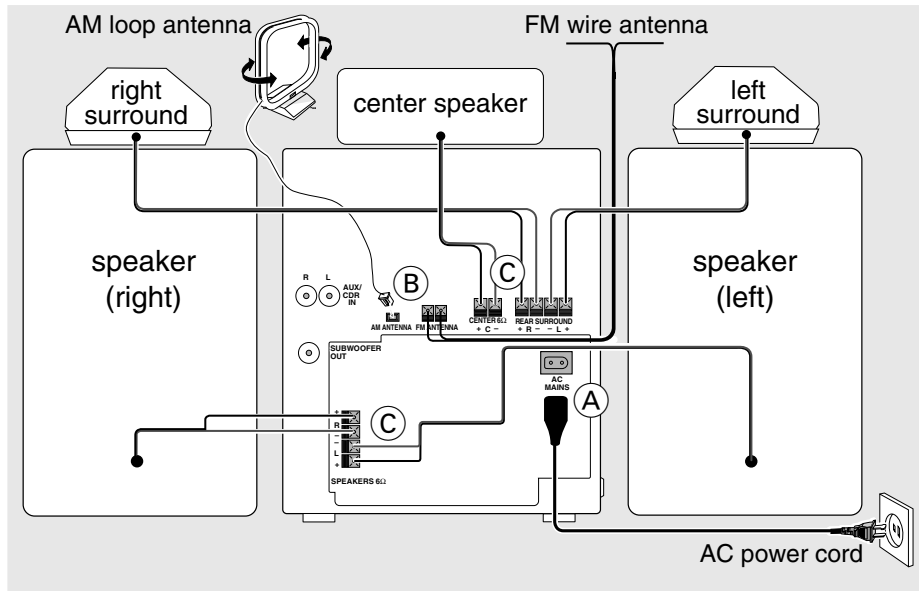 AM loop antenna
FM wire antenna
right
surround
center speaker
left
surround
speaker
(right)
speaker
(left)
R L
AUX/
CDR
IN
B
C
AM ANTENNA
FM ANTENNA
CENTER 6Ω
+ C −
REAR SURROUND
+ R − − L +
SUBWOOFER
OUT
AC
MAINS
A
+
R
−
−
L
+
C
SPEAKERS 6Ω
AC power cord